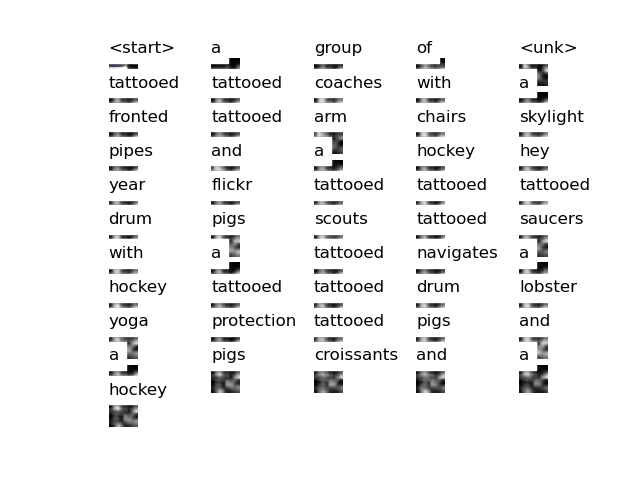 <start> a group of <unk>
tattooed tattooed coaches with a
fronted tattooed arm chairs skylight
pipes and a hockey hey
year flickr tattooed tattooed tattooed
drum pigs scouts tattooed saucers
with a tattooed navigates a
hockey tattooed tattooed drum lobster
yoga protection tattooed pigs and
a pigs croissants and a
hockey